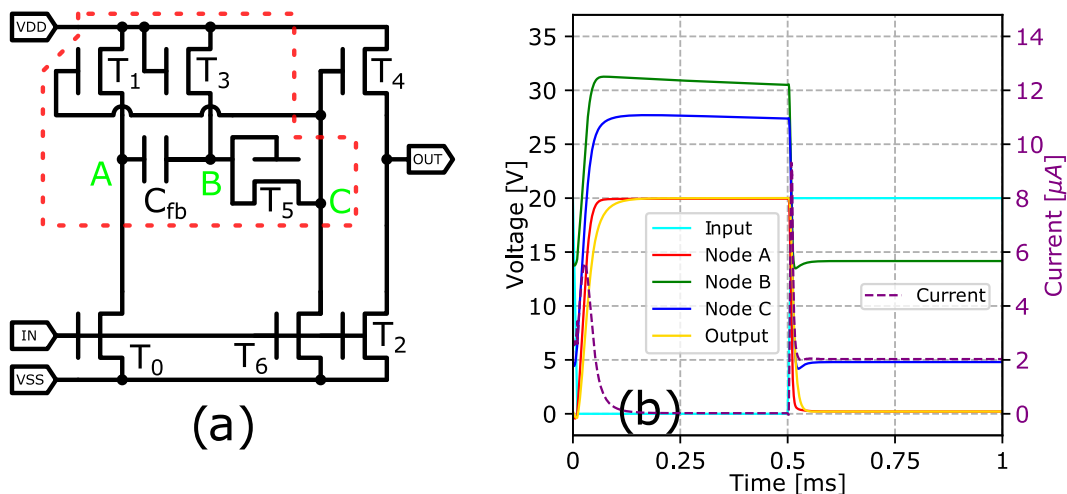 VDD
T1
T3
T4
A
B
C
Cfb
T5
OUT
IN
T0
T6
T2
VSS
(a)
35
30
25
20
15
10
5
0
Voltage [V]
14
12
10
8
6
4
2
0
Current [μA]
Input
Node A
Node B
Node C
Output
Current
(b)
0
0.25
0.5
0.75
1
Time [ms]